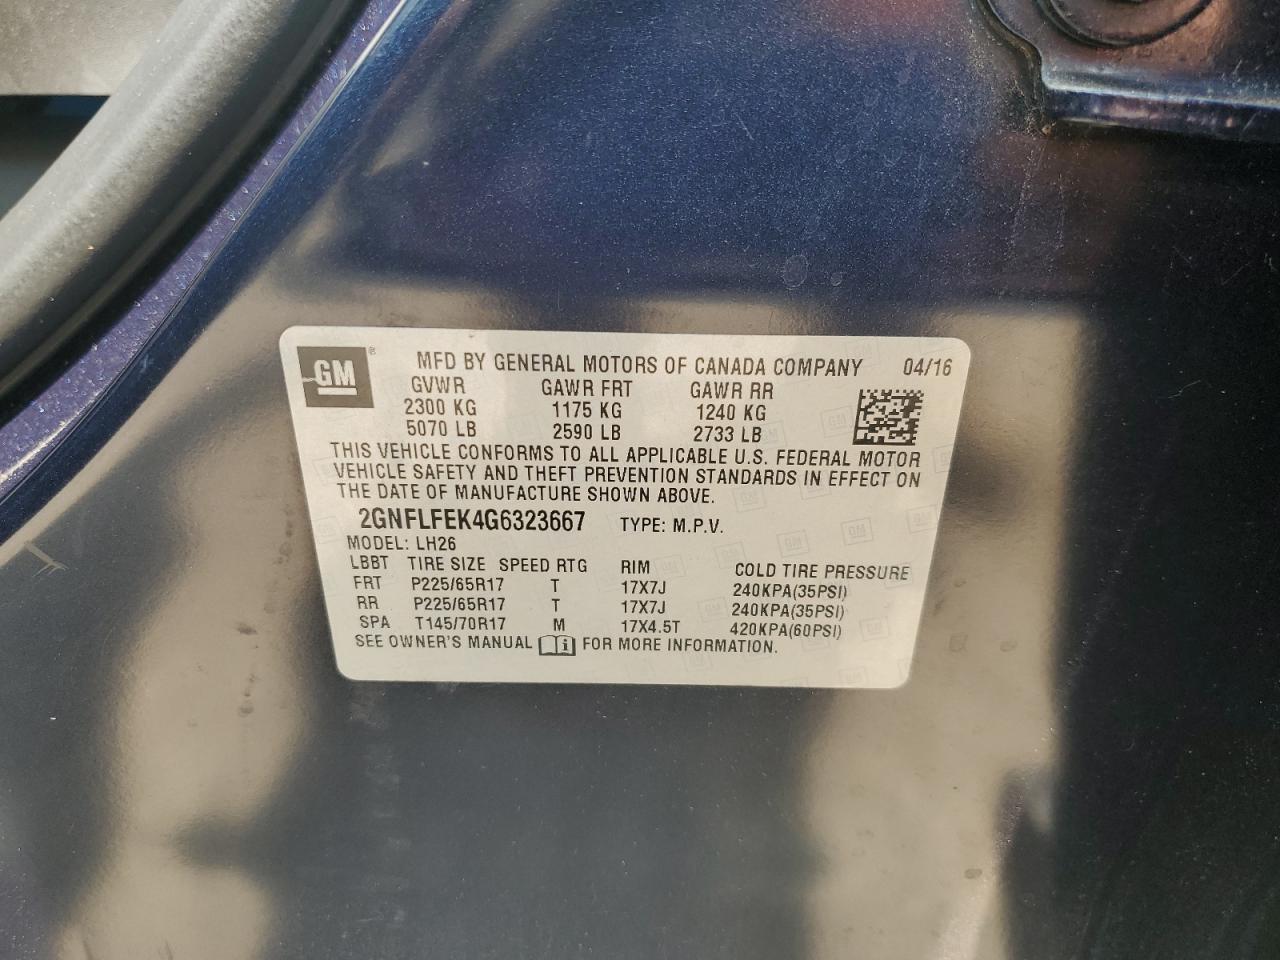 GM ®
MFD BY GENERAL MOTORS OF CANADA COMPANY 04/16
GVWR GAWR FRT GAWR RR
2300 KG 1175 KG 1240 KG
5070 LB 2590 LB 2733 LB
THIS VEHICLE CONFORMS TO ALL APPLICABLE U.S. FEDERAL MOTOR
VEHICLE SAFETY AND THEFT PREVENTION STANDARDS IN EFFECT ON
THE DATE OF MANUFACTURE SHOWN ABOVE.
2GNFLFEK4G6323667 TYPE: M.P.V.
MODEL: LH26
LBBT TIRE SIZE SPEED RTG RIM COLD TIRE PRESSURE
FRT P225/65R17 T 17X7J 240KPA(35PSI)
RR P225/65R17 T 17X7J 240KPA(35PSI)
SPA T145/70R17 M 17X4.5T 420KPA(60PSI)
SEE OWNER'S MANUAL i FOR MORE INFORMATION.